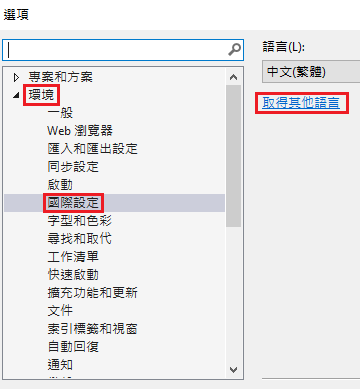 選項
語言(L):
中文(繁體)
取得其他語言
專案和方案
環境
一般
Web 瀏覽器
匯入和匯出設定
同步設定
啟動
國際設定
字型和色彩
尋找和取代
工作清單
快速啟動
擴充功能和更新
文件
索引標籤和視窗
自動回復
通知